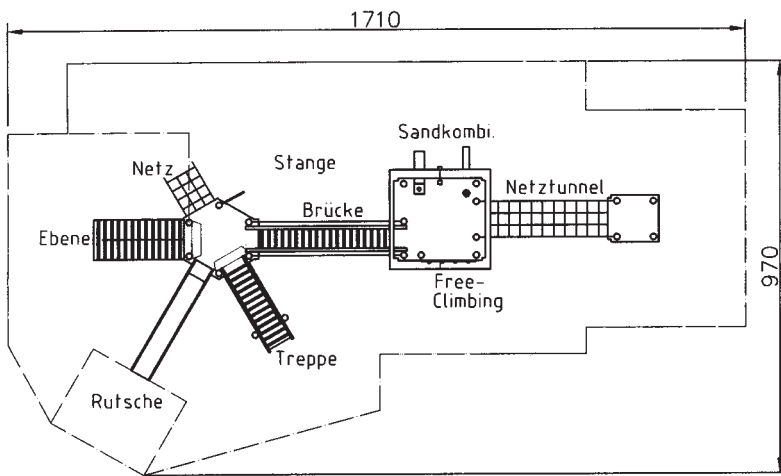 1710
Sandkombi.
Netz
Stange
Netztunnel
Brücke
Ebene
970
Free-
Climbing
Treppe
Rutsche